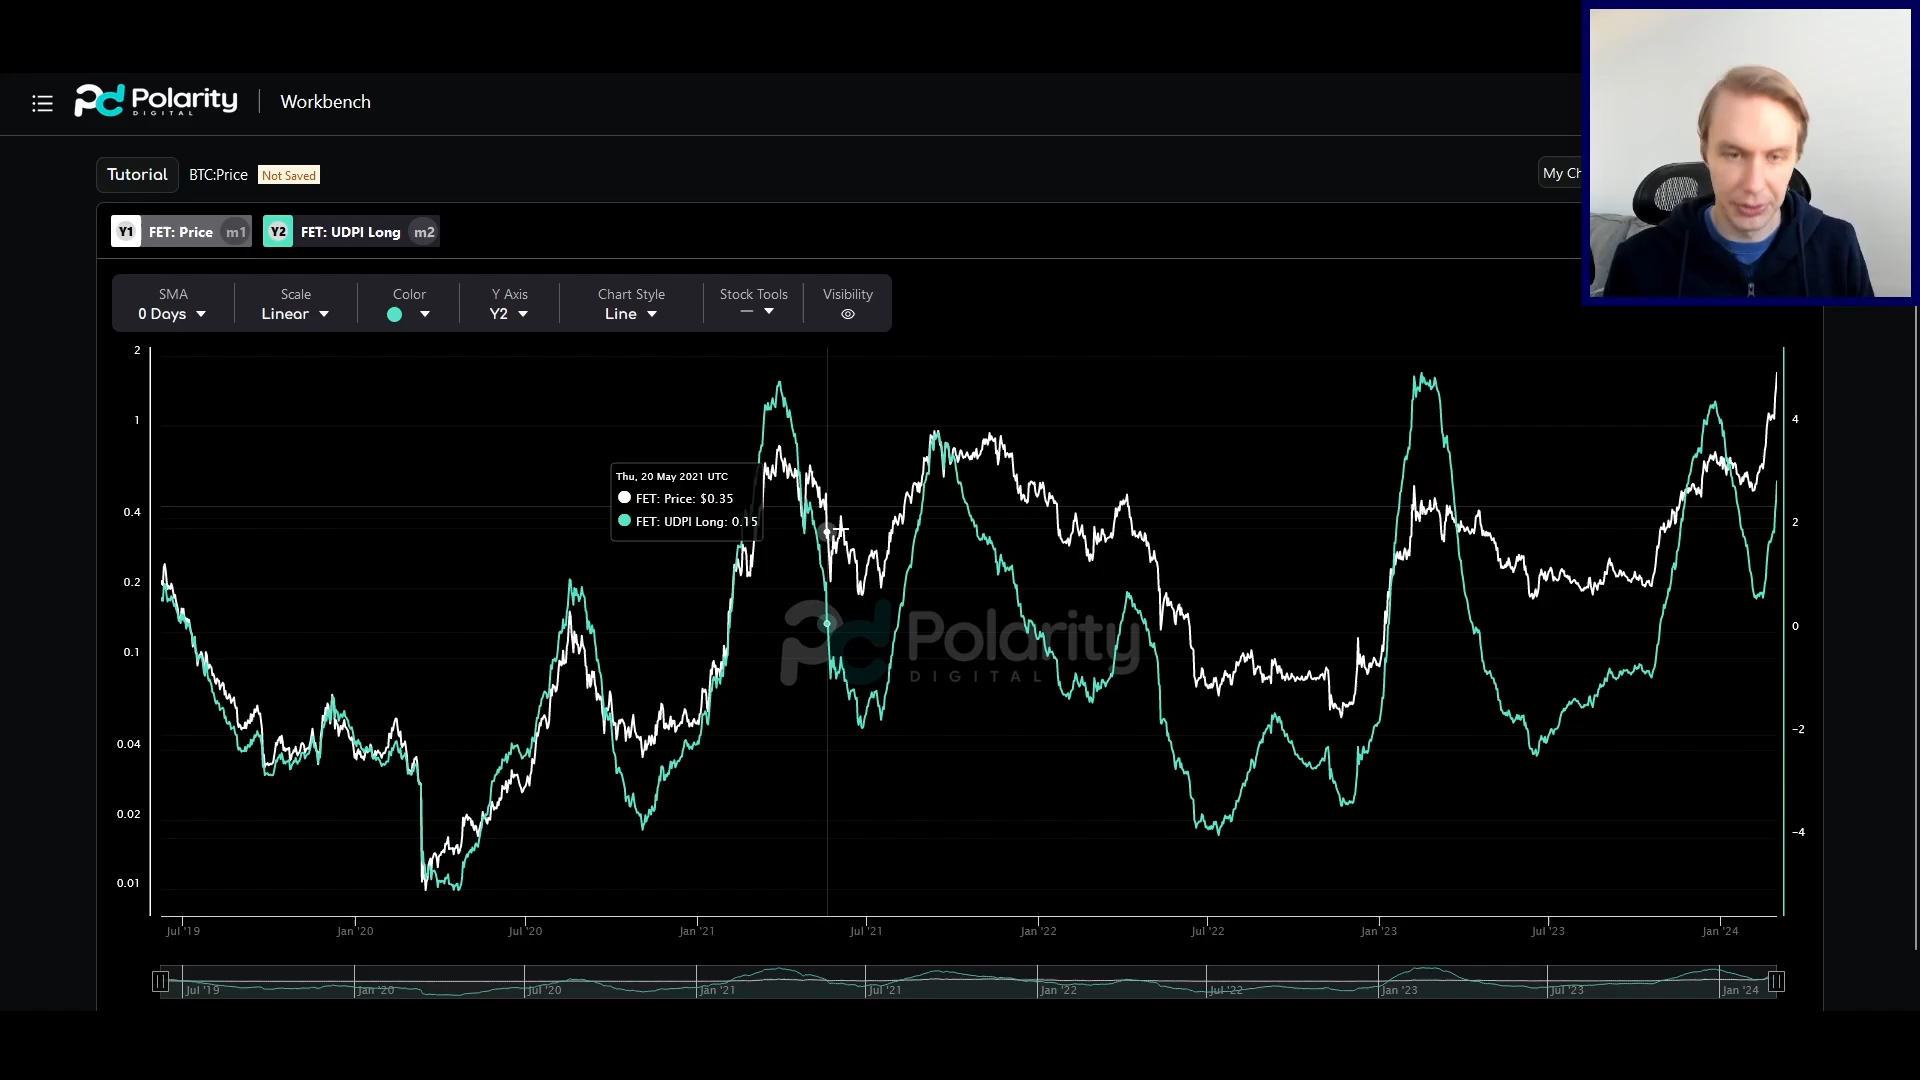 Polarity
DIGITAL
Workbench
Tutorial
BTC:Price
Not Saved
My Ch
Y1 FET: Price m1
Y2 FET: UDPI Long m2
SMA
0 Days
Scale
Linear
Color
Y Axis
Y2
Chart Style
Line
Stock Tools
Visibility
2
1
0.4
0.2
0.1
0.04
0.02
0.01
Thu, 20 May 2021 UTC
FET: Price: $0.35
FET: UDPI Long: 0.15
Polarity
DIGITAL
4
2
0
-2
-4
Jul '19
Jan '20
Jul '20
Jan '21
Jul '21
Jan '22
Jul '22
Jan '23
Jul '23
Jan '24
Jul '19
Jan '20
Jul '20
Jan '21
Jul '21
Jan '22
Jul '22
Jan '23
Jul '23
Jan '24